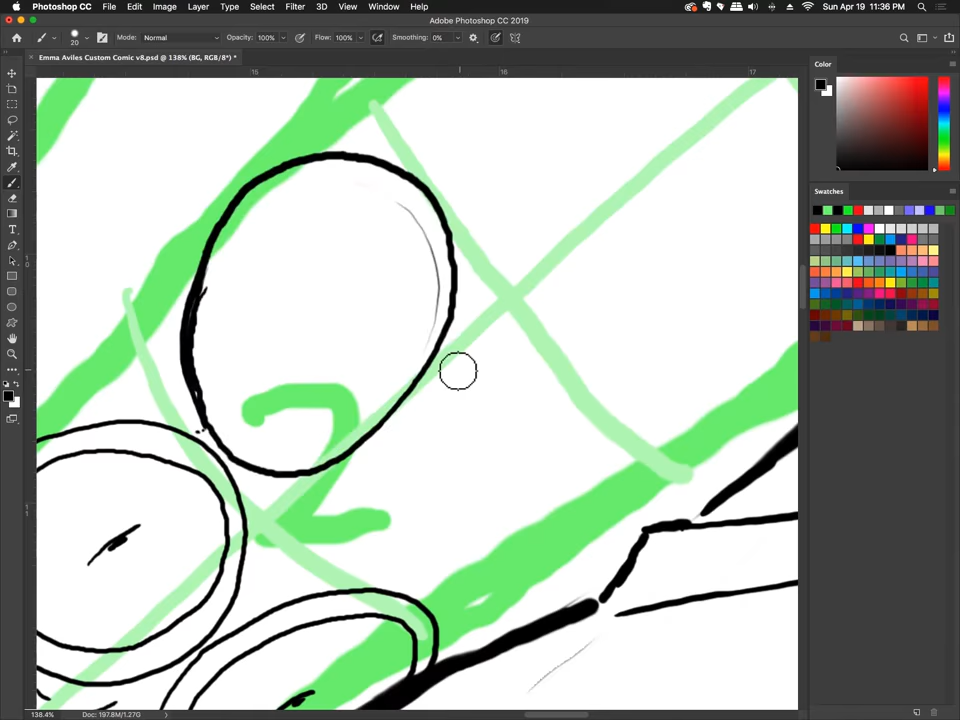 Photoshop CC File Edit Image Layer Type Select Filter 3D View Window Help Sun Apr 19 11:36 PM
Adobe Photoshop CC 2019
20 Mode: Normal Opacity: 100% Flow: 100% Smoothing: 0%
Emma Aviles Custom Comic v8.psd @ 138% (BG, RGB/8*) *
15 16 17
Color
Swatches
2
138.4% Doc: 197.8M/1.27G